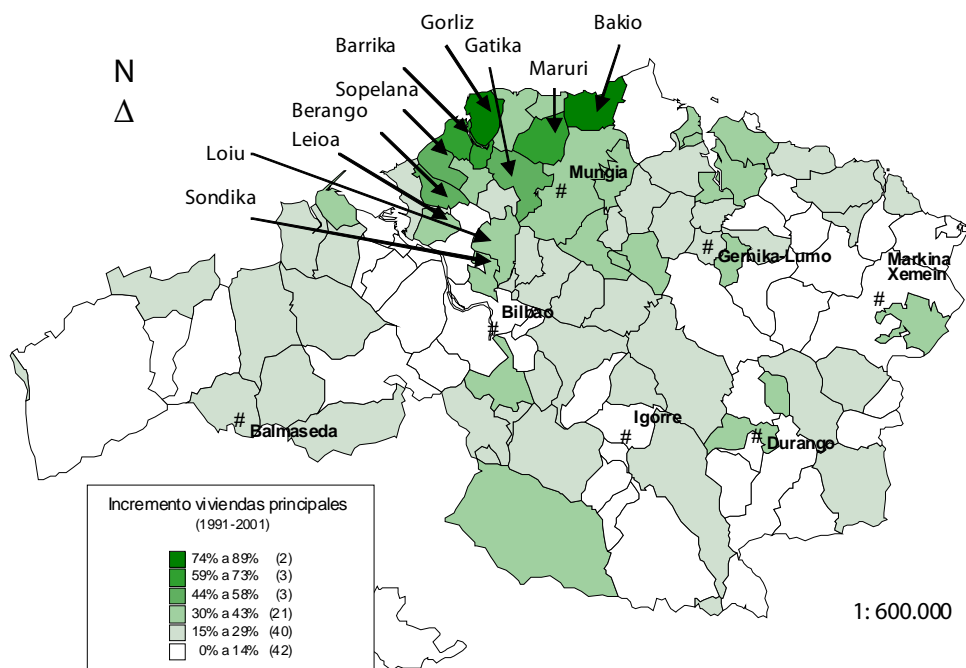 N
Δ
Gorliz
Bakio
Barrika
Gatika
Maruri
Sopelana
Berango
Leioa
Loiu
Sondika
# Mungia
# Gernika-Lumo
Markina
Xemein
#
Bilbao
#
# Balmaseda
Igorre
#
# Durango
Incremento viviendas principales
(1991-2001)
74% a 89% (2)
59% a 73% (3)
44% a 58% (3)
30% a 43% (21)
15% a 29% (40)
0% a 14% (42)
1: 600.000